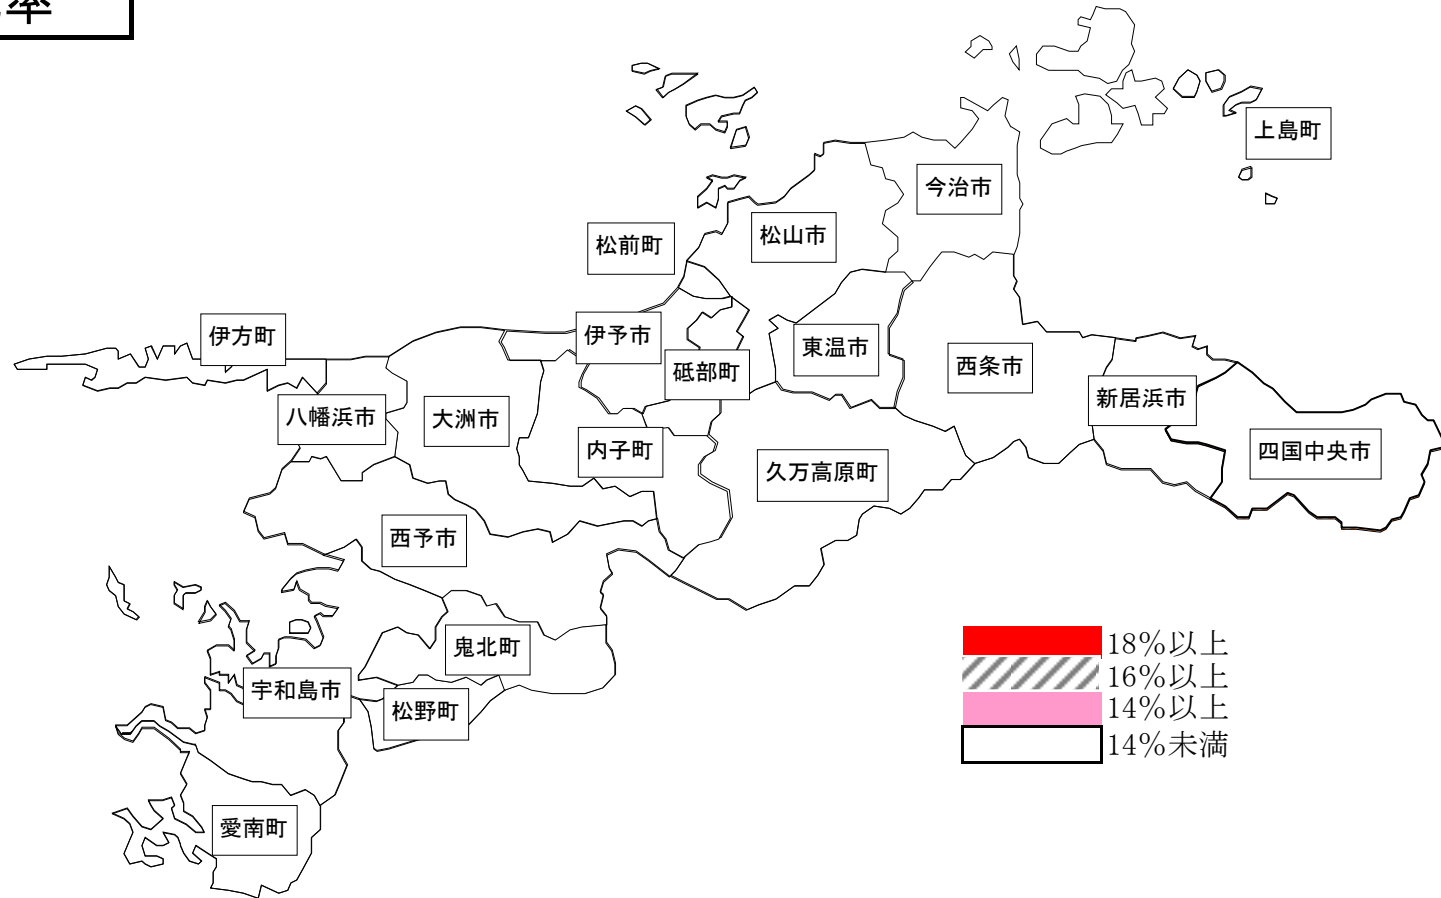 率
上島町
今治市
松山市
松前町
伊方町
伊予市
東温市
砥部町
西条市
新居浜市
八幡浜市
大洲市
内子町
四国中央市
久万高原町
西予市
鬼北町
宇和島市
松野町
愛南町
18%以上
16%以上
14%以上
14%未満